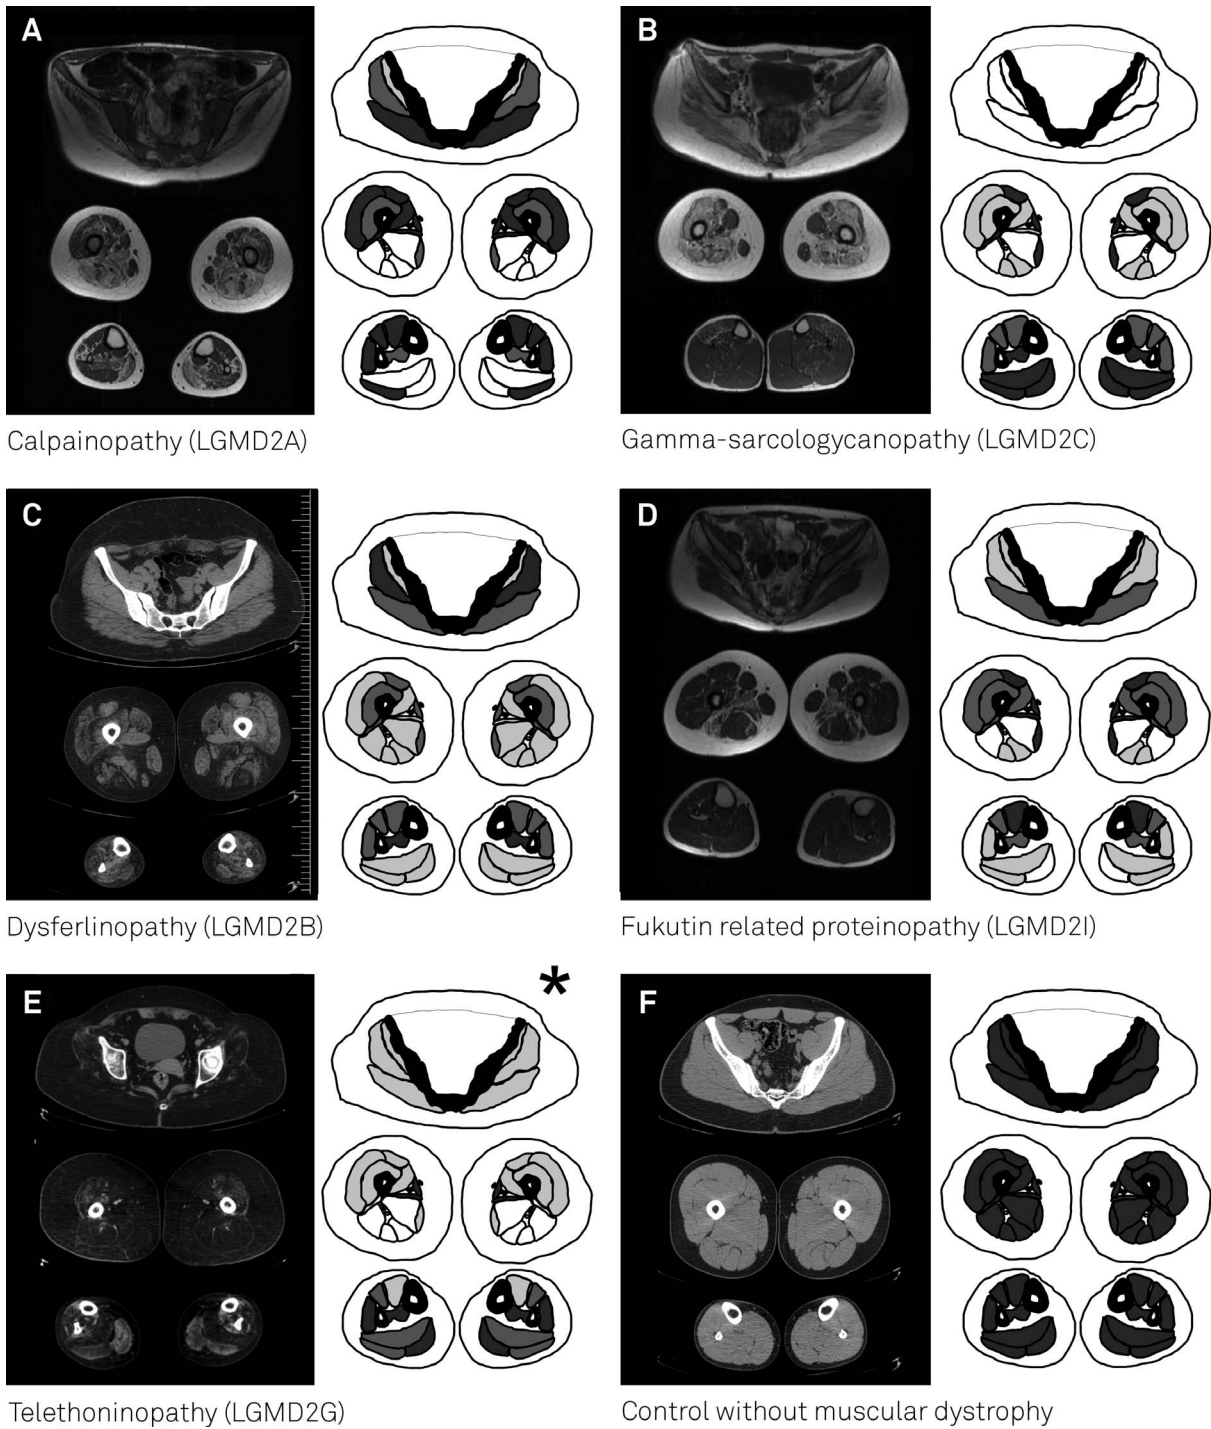 A
B
Calpainopathy (LGMD2A)
Gamma-sarcologycanopathy (LGMD2C)
C
D
Dysferlinopathy (LGMD2B)
Fukutin related proteinopathy (LGMD2I)
E
*
F
Telethoninopathy (LGMD2G)
Control without muscular dystrophy